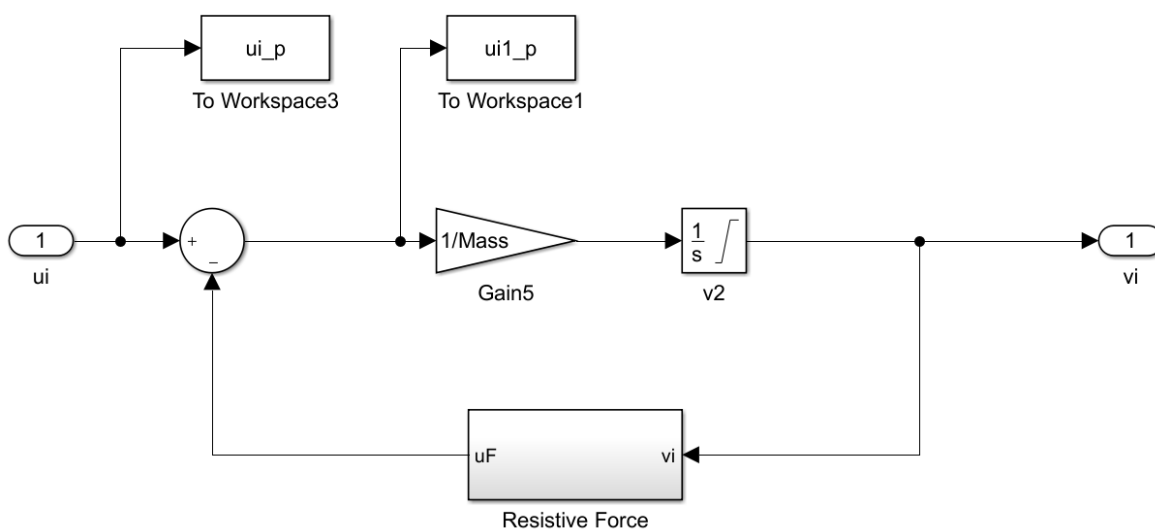 ui_p
ui1_p
To Workspace3
To Workspace1
1
ui
+
−
1/Mass
Gain5
1
s
v2
1
vi
uF
vi
Resistive Force